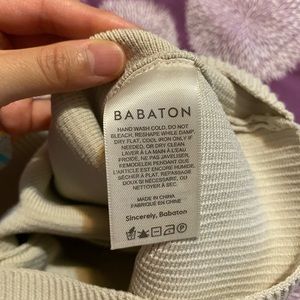 BABATON
HAND WASH COLD, DO NOT
BLEACH, RESHAPE WHILE DAMP,
DRY FLAT, COOL IRON ONLY IF
NEEDED, OR DRY CLEAN
LAVER À LA MAIN À L'EAU
FROIDE, NE PAS JAVELISER,
REMODELER PENDANT QUE
L'ARTICLE EST ENCORE HUMIDE,
SÉCHER À PLAT, REPASSAGE
DOUX SI NÉCESSAIRE, OU
NETTOYER À SEC
MADE IN CHINA
FABRIQUÉ EN CHINE
Sincerely, Babaton